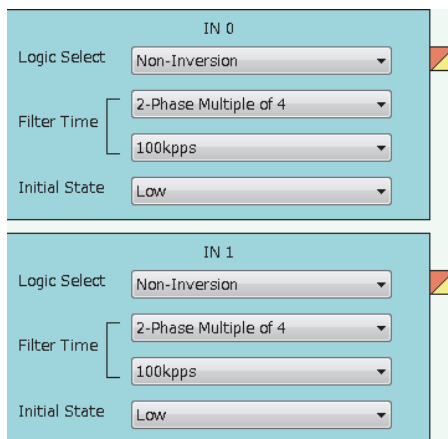 IN 0
Logic Select Non-Inversion
2-Phase Multiple of 4
Filter Time
100kpps
Initial State Low
IN 1
Logic Select Non-Inversion
2-Phase Multiple of 4
Filter Time
100kpps
Initial State Low